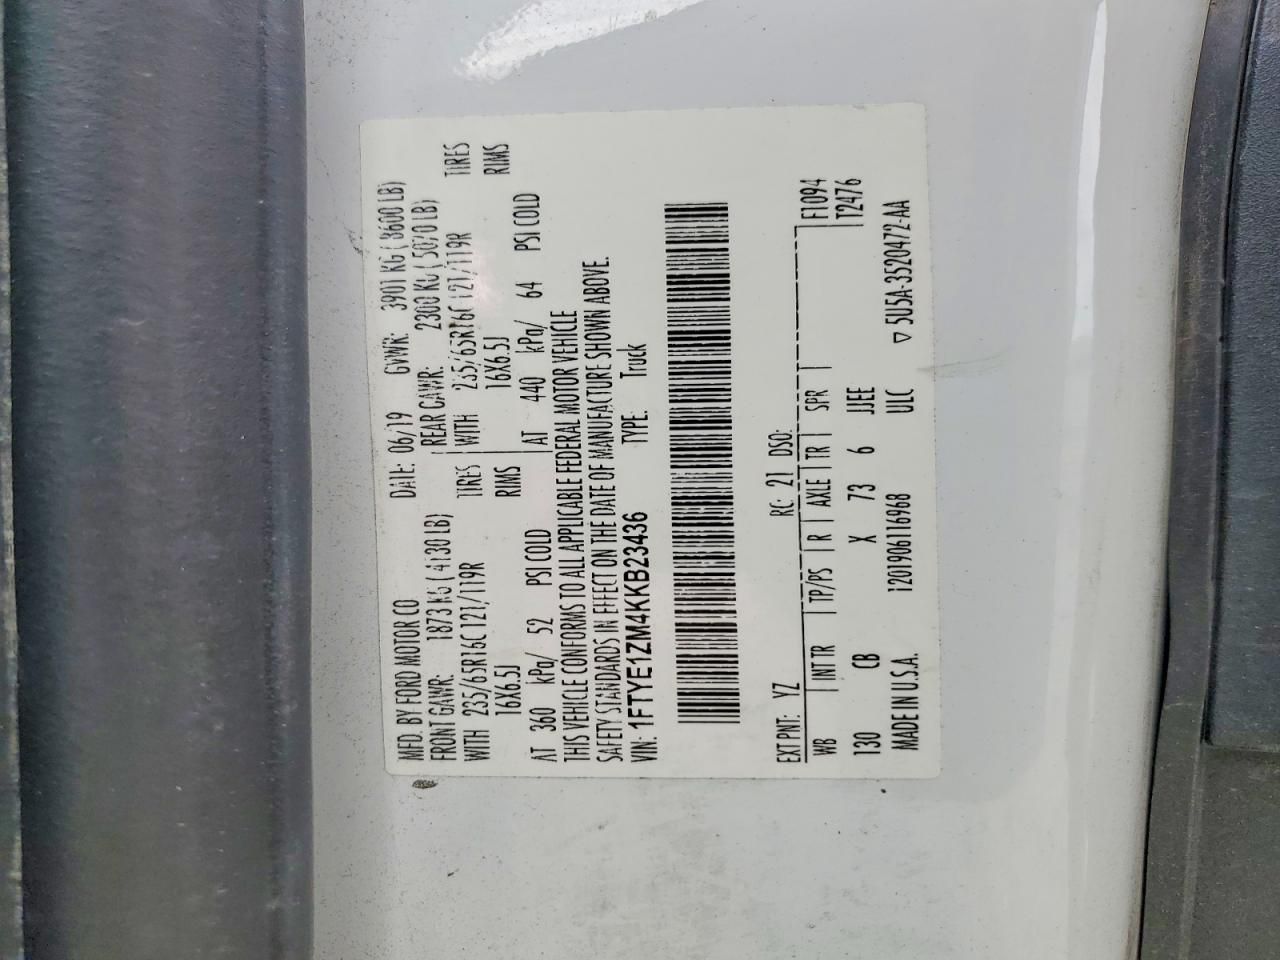 MFD. BY FORD MOTOR CO
DATE: 06/19 GVWR: 3901 KG ( 8600 LB)
FRONT GAWR: 1873 KG ( 4130 LB) REAR GAWR: 2300 KG ( 5070 LB)
WITH 235/65R16C 121/119R TIRES WITH 235/65R16C 121/119R TIRES
16X6.5J RIMS 16X6.5J RIMS
AT 360 kPa/ 52 PSI COLD AT 440 kPa/ 64 PSI COLD
THIS VEHICLE CONFORMS TO ALL APPLICABLE FEDERAL MOTOR VEHICLE
SAFETY STANDARDS IN EFFECT ON THE DATE OF MANUFACTURE SHOWN ABOVE.
VIN: 1FTYE1ZM4KKB23436 TYPE: Truck
EXT PNT: YZ RC: 21 DSO: F1094
WB INT TR TP/PS R AXLE TR SPR T2476
130 CB X 73 6 JJEE
MADE IN U.S.A. 1201906116968 ULC ▽ 5U5A-3520472-AA